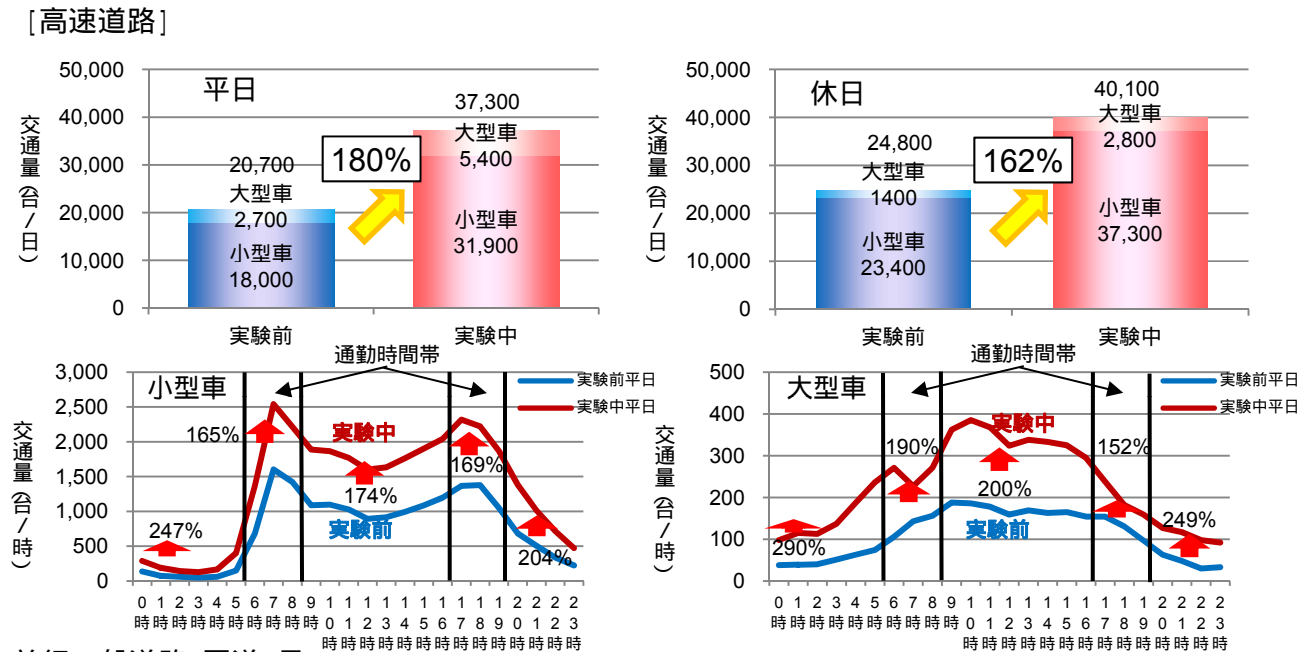 [高速道路]
50,000
40,000
30,000
20,000
10,000
0
交通量(台/日)
平日
20,700
大型車
2,700
小型車
18,000
180%
37,300
大型車
5,400
小型車
31,900
実験前
実験中
50,000
40,000
30,000
20,000
10,000
0
交通量(台/日)
休日
24,800
大型車
1400
小型車
23,400
162%
40,100
大型車
2,800
小型車
37,300
実験前
実験中
通勤時間帯
3,000
2,500
2,000
1,500
1,000
500
0
交通量(台/時)
小型車
実験前平日
実験中平日
165%
実験中
169%
174%
247%
実験前
204%
0時 1時 2時 3時 4時 5時 6時 7時 8時 9時 10時 11時 12時 13時 14時 15時 16時 17時 18時 19時 20時 21時 22時 23時
通勤時間帯
500
400
300
200
100
0
交通量(台/時)
大型車
実験前平日
実験中平日
190%
実験中
152%
200%
実験前
249%
290%
0時 1時 2時 3時 4時 5時 6時 7時 8時 9時 10時 11時 12時 13時 14時 15時 16時 17時 18時 19時 20時 21時 22時 23時